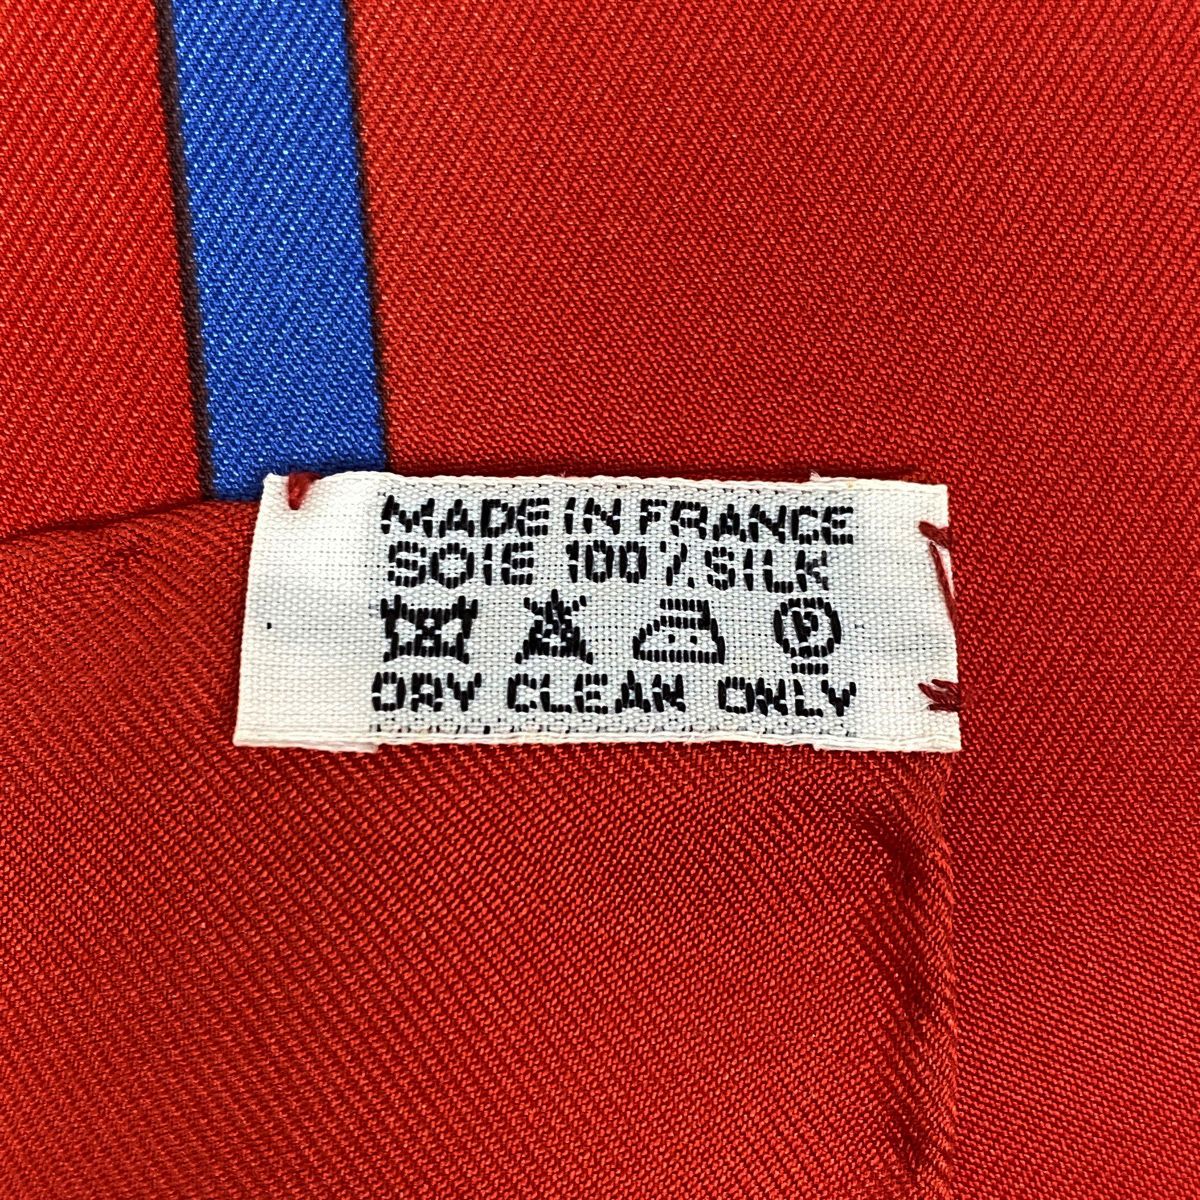 MADE IN FRANCE
SOIE 100% SILK
P
DRY CLEAN ONLY